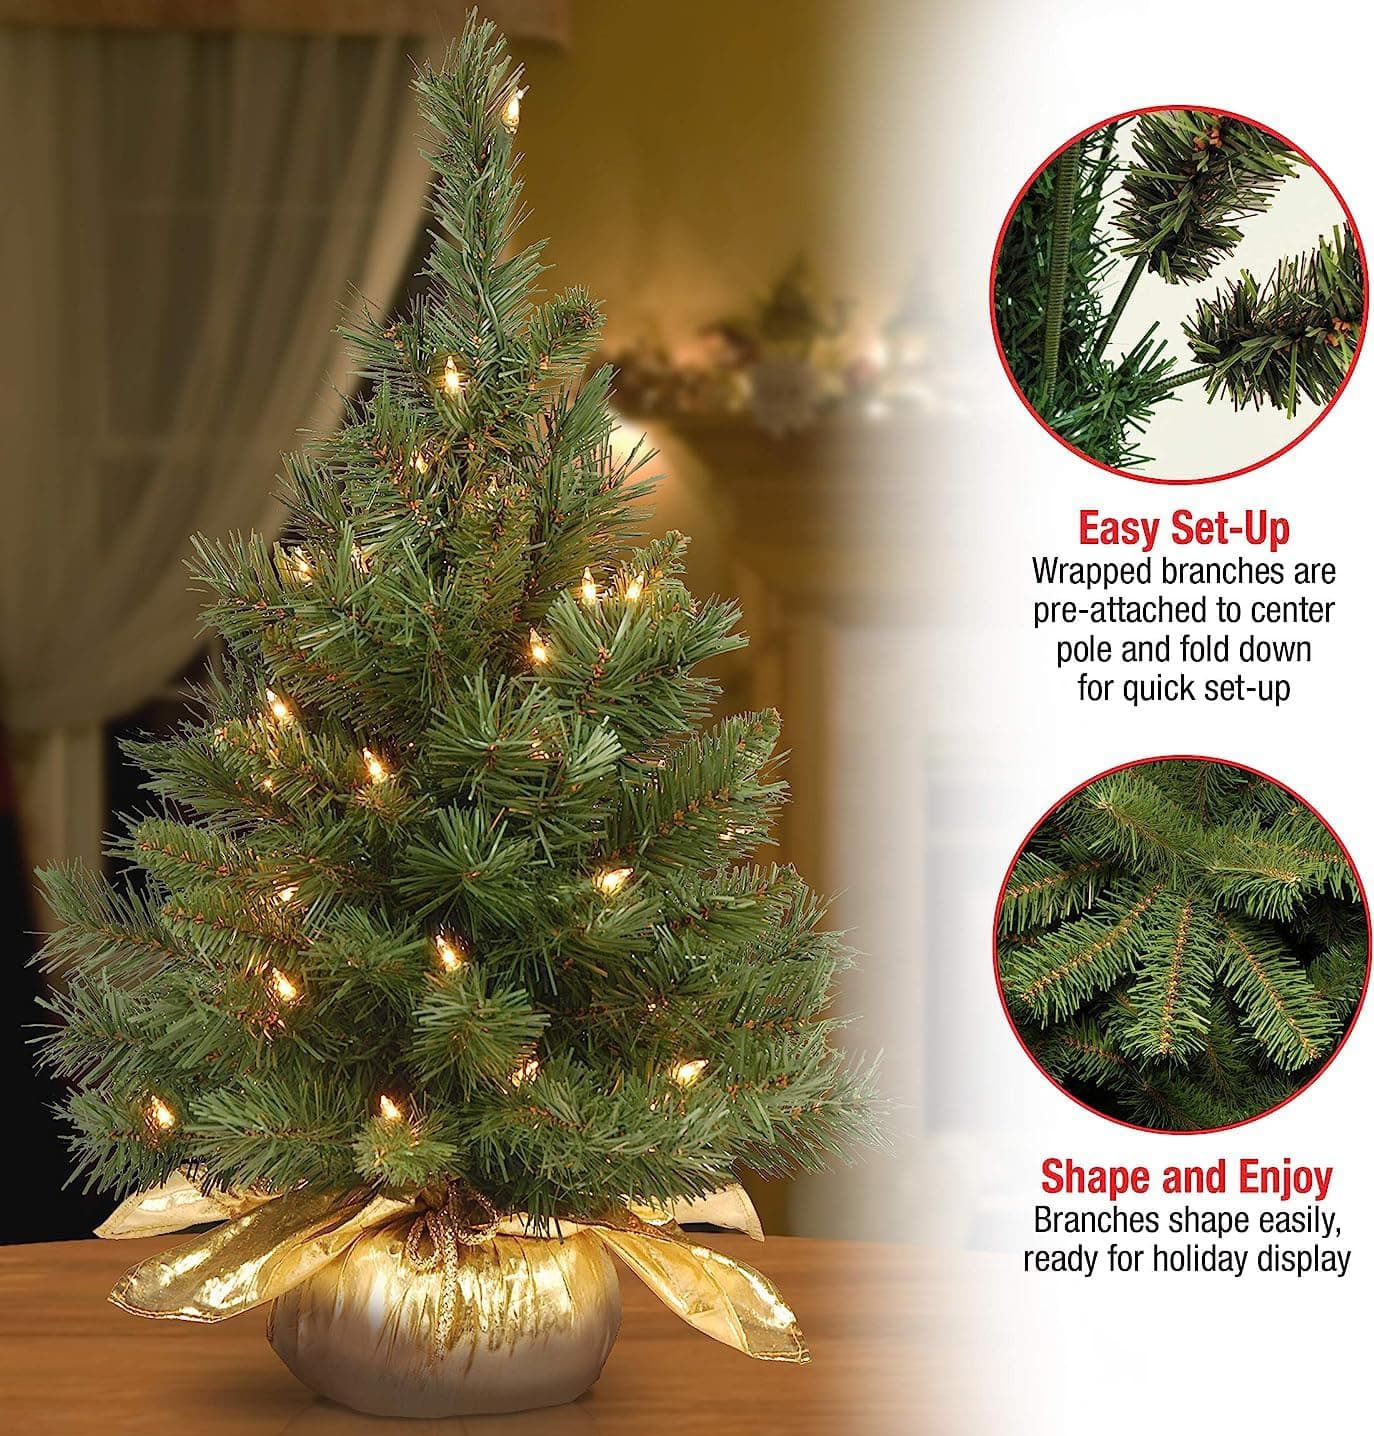 Easy Set-Up
Wrapped branches are
pre-attached to center
pole and fold down
for quick set-up
Shape and Enjoy
Branches shape easily,
ready for holiday display